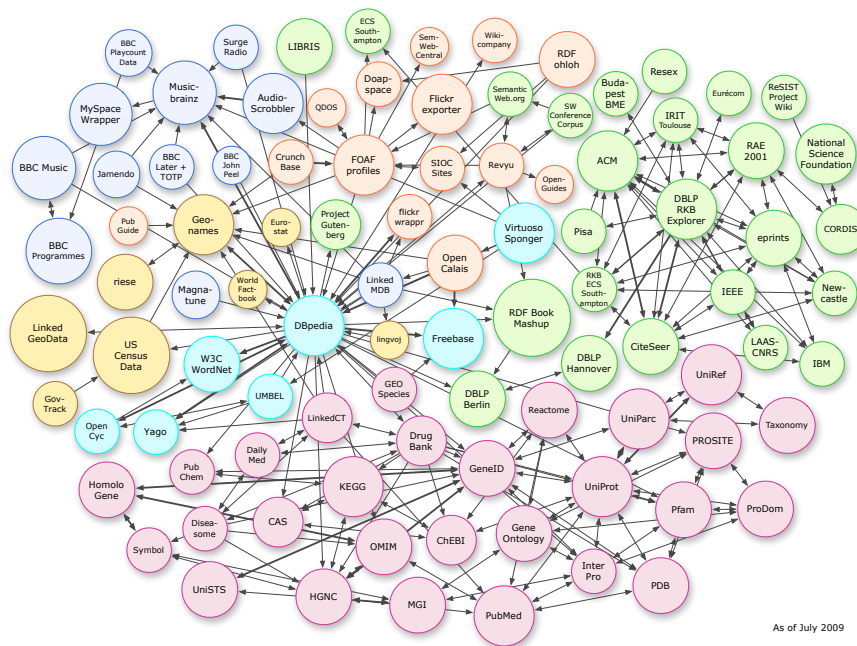 BBC
Playcount
Data
Surge
Radio
LIBRIS
ECS
South-
ampton
Sem-
Web-
Central
Wiki-
company
RDF
ohloh
Music-
brainz
Doap-
space
Buda-
pest
BME
Resex
Eurécom
ReSIST
Project
Wiki
MySpace
Wrapper
Audio-
Scrobbler
QDOS
Flickr
exporter
Semantic
Web.org
SW
Conference
Corpus
IRIT
Toulouse
RAE
2001
National
Science
Foundation
BBC Music
Jamendo
BBC
Later +
TOTP
BBC
John
Peel
Crunch
Base
FOAF
profiles
SIOC
Sites
Revyu
Open-
Guides
ACM
DBLP
RKB
Explorer
Pub
Guide
Geo-
names
Euro-
stat
Project
Guten-
berg
flickr
wrappr
Virtuoso
Sponger
Pisa
eprints
CORDIS
BBC
Programmes
riese
Magna-
tune
World
Fact-
book
Linked
MDB
Open
Calais
RKB
ECS
South-
ampton
IEEE
New-
castle
Linked
GeoData
US
Census
Data
DBpedia
lingvoj
Freebase
RDF Book
Mashup
DBLP
Hannover
CiteSeer
LAAS-
CNRS
IBM
W3C
WordNet
Gov-
Track
UMBEL
GEO
Species
DBLP
Berlin
Reactome
UniParc
UniRef
Taxonomy
Open
Cyc
Yago
LinkedCT
Drug
Bank
PROSITE
Daily
Med
Pub
Chem
Homolo
Gene
KEGG
GeneID
UniProt
Pfam
ProDom
Symbol
Disea-
some
CAS
OMIM
ChEBI
Gene
Ontology
Inter
Pro
PDB
UniSTS
HGNC
MGI
PubMed
As of July 2009